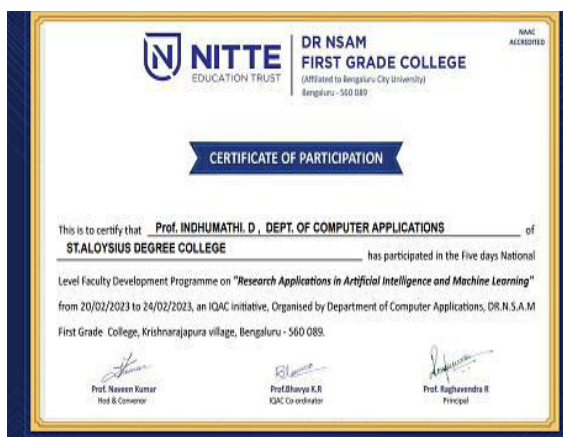 NITTE
EDUCATION TRUST
DR NSAM
FIRST GRADE COLLEGE
(Affiliated to Bengaluru City University)
Bengaluru - 560 089
NAAC
ACCREDITED
CERTIFICATE OF PARTICIPATION
This is to certify that Prof. INDHUMATHI. D , DEPT. OF COMPUTER APPLICATIONS of
ST.ALOYSIUS DEGREE COLLEGE has participated in the Five days National
Level Faculty Development Programme on "Research Applications in Artificial Intelligence and Machine Learning"
from 20/02/2023 to 24/02/2023, an IQAC initiative, Organised by Department of Computer Applications, DR.N.S.A.M
First Grade College, Krishnarajapura village, Bengaluru - 560 089.
Prof. Naveen Kumar
Hod & Convenor
Prof.Bhavya K.R
IQAC Co-ordinator
Prof. Raghavendra R
Principal